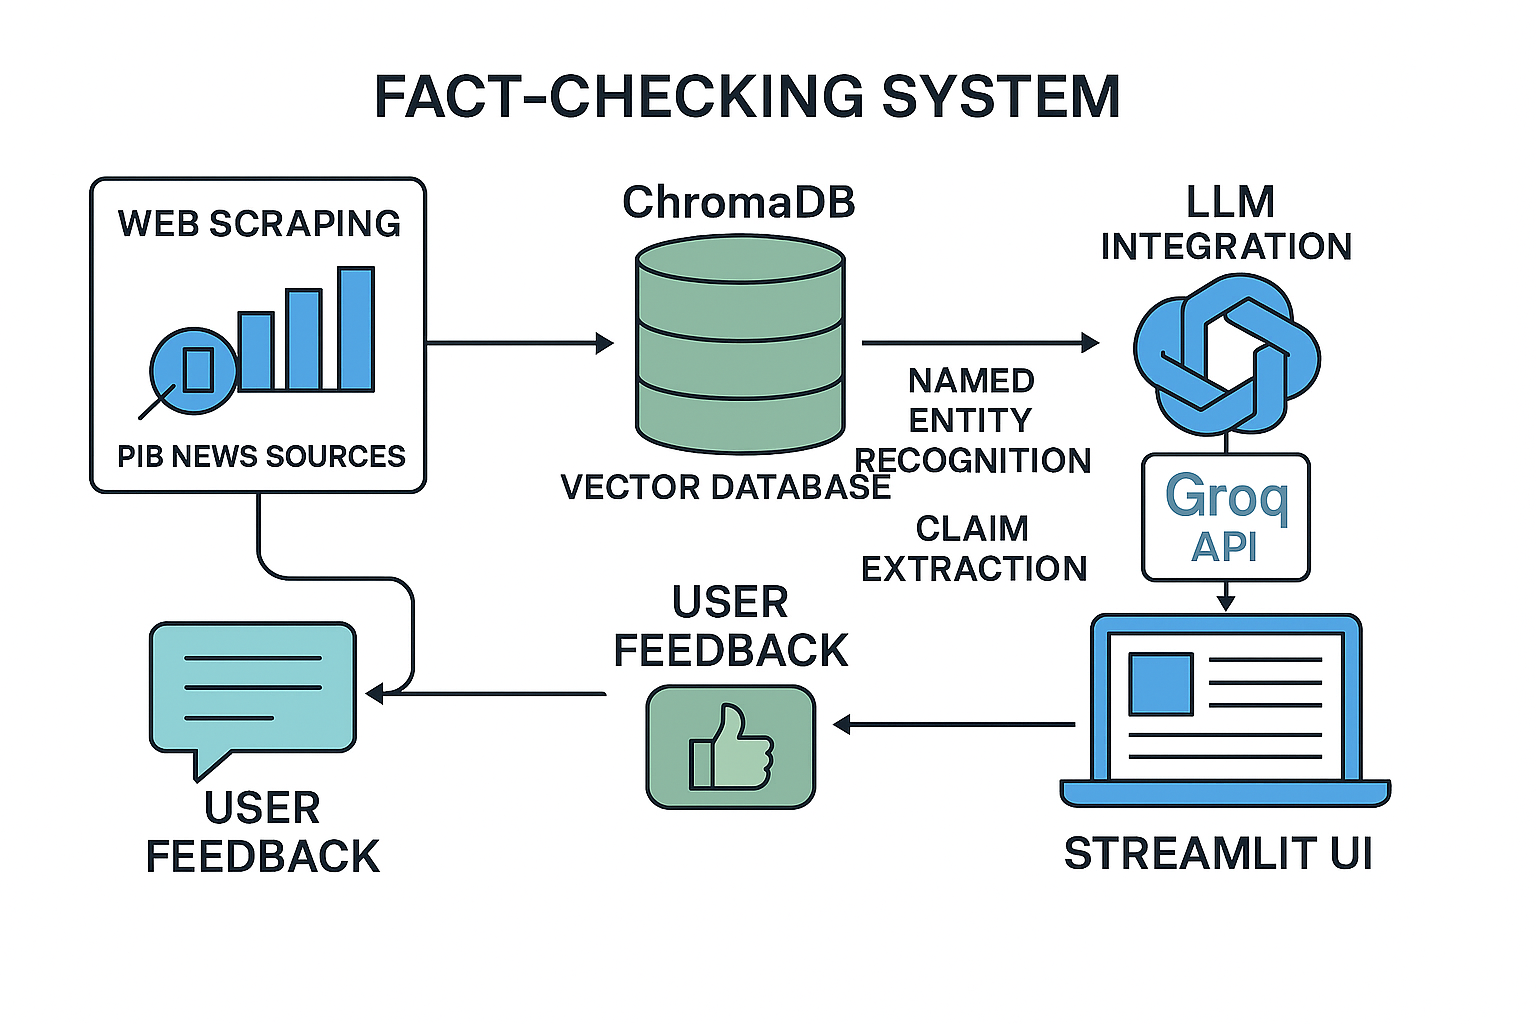 FACT-CHECKING SYSTEM
WEB SCRAPING
PIB NEWS SOURCES
ChromaDB
VECTOR DATABASE
NAMED
ENTITY
RECOGNITION
CLAIM
EXTRACTION
LLM
INTEGRATION
Groq
API
STREAMLIT UI
USER
FEEDBACK
USER
FEEDBACK